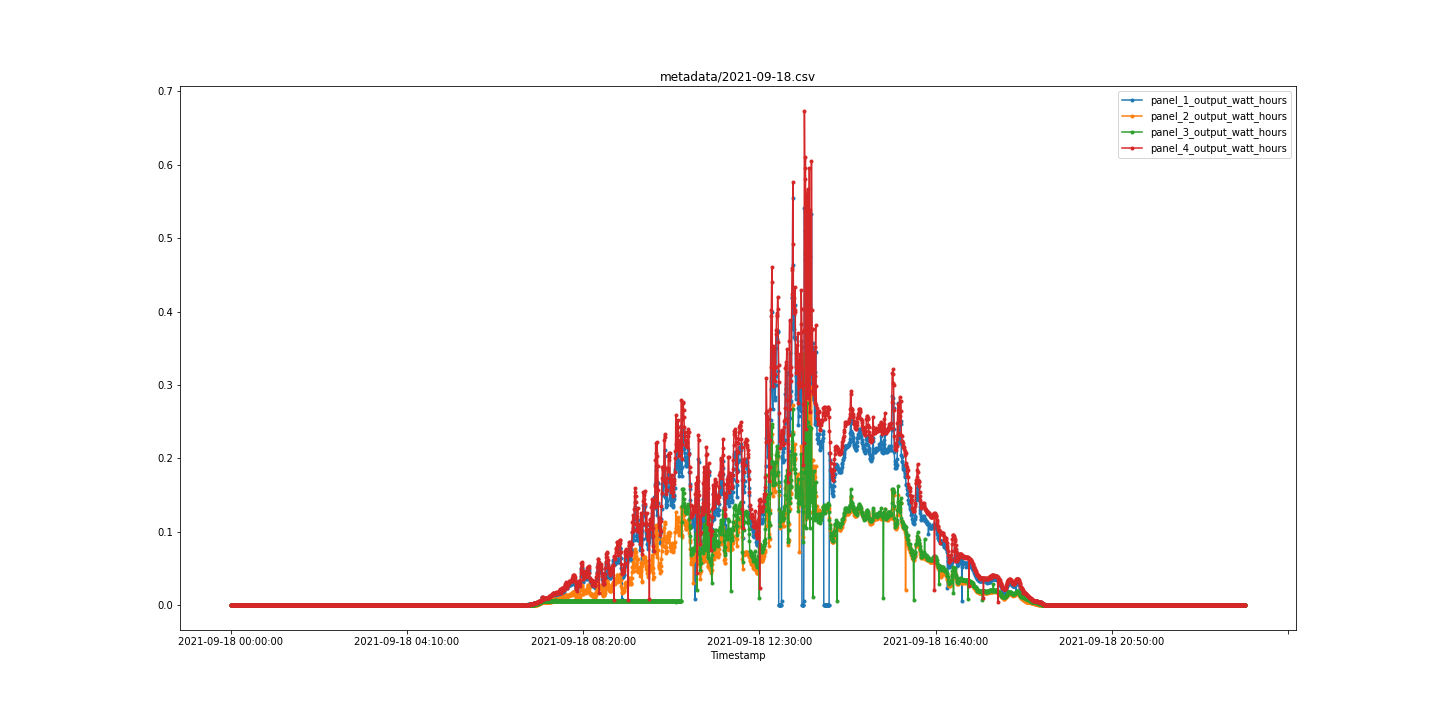 metadata/2021-09-18.csv
0.7
0.6
0.5
0.4
0.3
0.2
0.1
0.0
panel_1_output_watt_hours
panel_2_output_watt_hours
panel_3_output_watt_hours
panel_4_output_watt_hours
2021-09-18 00:00:00 2021-09-18 04:10:00 2021-09-18 08:20:00 2021-09-18 12:30:00 2021-09-18 16:40:00 2021-09-18 20:50:00
Timestamp